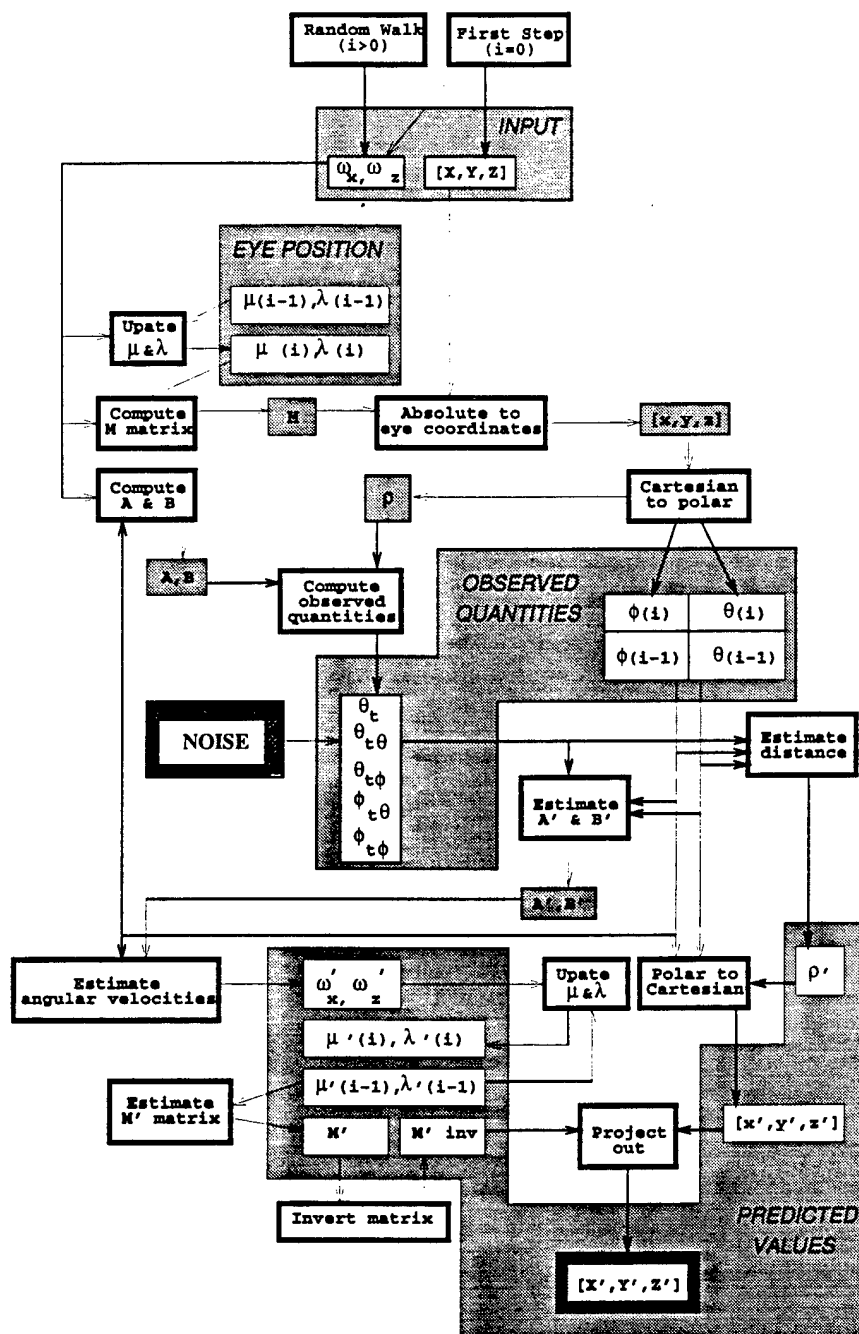 Random Walk
(i>0)
First Step
(i=0)
INPUT
ω x, ω z
[X,Y,Z]
EYE POSITION
μ(i-1),λ(i-1)
Upate
μ&λ
μ (i),λ(i)
Compute
M matrix
M
Absolute to
eye coordinates
[x,y,z]
Compute
A & B
ρ
Cartesian
to polar
A,B
Compute
observed
quantities
OBSERVED
QUANTITIES
ϕ(i)
θ(i)
ϕ(i-1)
θ(i-1)
NOISE
θt
θtθ
θtϕ
ϕtθ
ϕtϕ
Estimate
distance
Estimate
A' & B'
A',B'
Estimate
angular velocities
ω'x, ω'z
Upate
μ&λ
Polar to
Cartesian
ρ'
μ'(i),λ'(i)
μ'(i-1),λ'(i-1)
Estimate
M' matrix
M'
M' inv
Project
out
[x',y',z']
Invert matrix
PREDICTED
VALUES
[X',Y',Z']